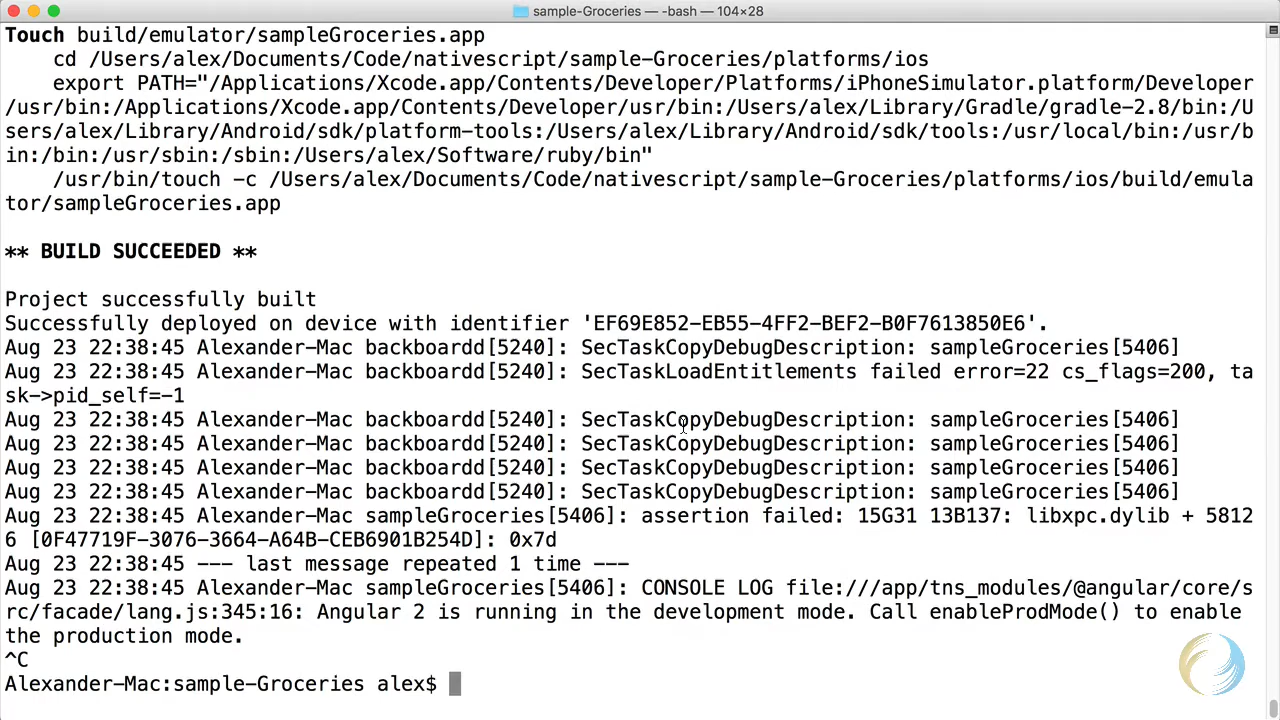 sample-Groceries — -bash — 104×28
Touch build/emulator/sampleGroceries.app
cd /Users/alex/Documents/Code/nativescript/sample-Groceries/platforms/ios
export PATH="/Applications/Xcode.app/Contents/Developer/Platforms/iPhoneSimulator.platform/Developer
/usr/bin:/Applications/Xcode.app/Contents/Developer/usr/bin:/Users/alex/Library/Gradle/gradle-2.8/bin:/U
sers/alex/Library/Android/sdk/platform-tools:/Users/alex/Library/Android/sdk/tools:/usr/local/bin:/usr/b
in:/bin:/usr/sbin:/sbin:/Users/alex/Software/ruby/bin"
/usr/bin/touch -c /Users/alex/Documents/Code/nativescript/sample-Groceries/platforms/ios/build/emula
tor/sampleGroceries.app
** BUILD SUCCEEDED **
Project successfully built
Successfully deployed on device with identifier 'EF69E852-EB55-4FF2-BEF2-B0F7613850E6'.
Aug 23 22:38:45 Alexander-Mac backboardd[5240]: SecTaskCopyDebugDescription: sampleGroceries[5406]
Aug 23 22:38:45 Alexander-Mac backboardd[5240]: SecTaskLoadEntitlements failed error=22 cs_flags=200, ta
sk->pid_self=-1
Aug 23 22:38:45 Alexander-Mac backboardd[5240]: SecTaskCopyDebugDescription: sampleGroceries[5406]
Aug 23 22:38:45 Alexander-Mac backboardd[5240]: SecTaskCopyDebugDescription: sampleGroceries[5406]
Aug 23 22:38:45 Alexander-Mac backboardd[5240]: SecTaskCopyDebugDescription: sampleGroceries[5406]
Aug 23 22:38:45 Alexander-Mac backboardd[5240]: SecTaskCopyDebugDescription: sampleGroceries[5406]
Aug 23 22:38:45 Alexander-Mac sampleGroceries[5406]: assertion failed: 15G31 13B137: libxpc.dylib + 5812
6 [0F47719F-3076-3664-A64B-CEB6901B254D]: 0x7d
Aug 23 22:38:45 --- last message repeated 1 time ---
Aug 23 22:38:45 Alexander-Mac sampleGroceries[5406]: CONSOLE LOG file:///app/tns_modules/@angular/core/s
rc/facade/lang.js:345:16: Angular 2 is running in the development mode. Call enableProdMode() to enable
the production mode.
^C
Alexander-Mac:sample-Groceries alex$